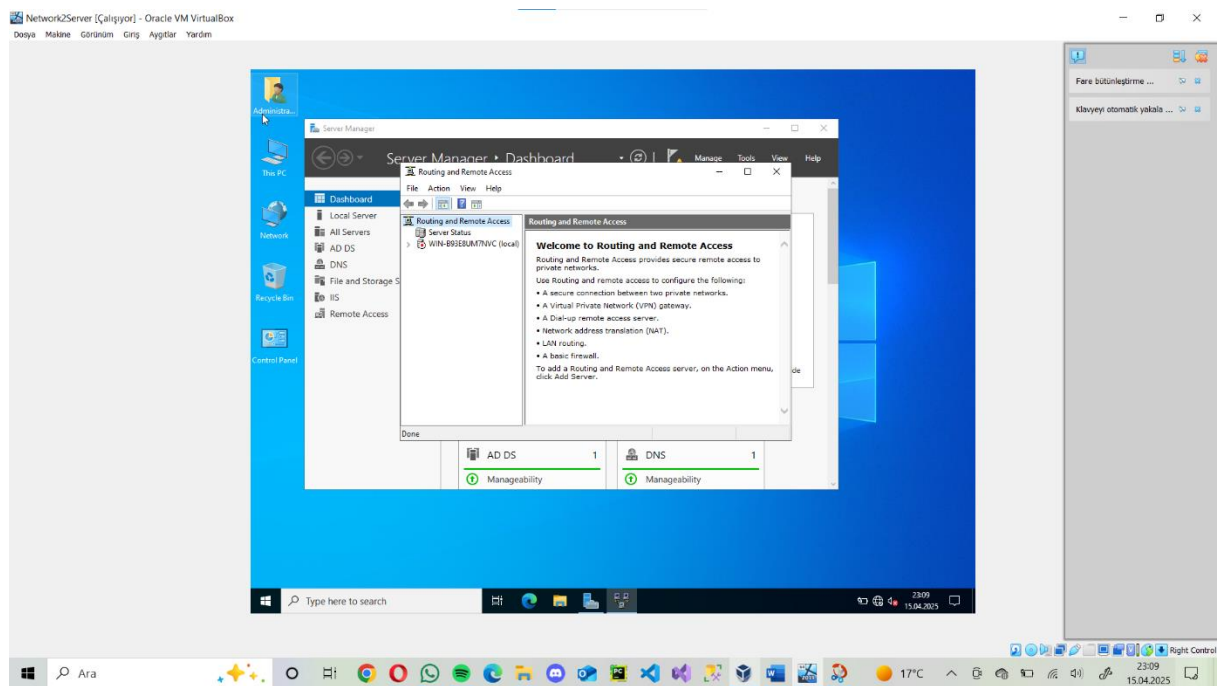 Network2Server [Çalışıyor] - Oracle VM VirtualBox
Dosya Makine Görünüm Giriş Aygıtlar Yardım
Fare bütünleştirme ...
Klavyeyi otomatik yakala ...
Administra...
This PC
Network
Recycle Bin
Control Panel
Server Manager
Server Manager • Dashboard
Manage Tools View Help
Dashboard
Local Server
All Servers
AD DS
DNS
File and Storage S
IIS
Remote Access
Routing and Remote Access
File Action View Help
Routing and Remote Access
Server Status
WIN-B93E8UM7NVC (local)
Routing and Remote Access
Welcome to Routing and Remote Access
Routing and Remote Access provides secure remote access to
private networks.
Use Routing and remote access to configure the following:
• A secure connection between two private networks.
• A Virtual Private Network (VPN) gateway.
• A Dial-up remote access server.
• Network address translation (NAT).
• LAN routing.
• A basic firewall.
To add a Routing and Remote Access server, on the Action menu,
click Add Server.
de
Done
AD DS 1
Manageability
DNS 1
Manageability
Type here to search
23:09
15.04.2025
Right Control
Ara
17°C
23:09
15.04.2025